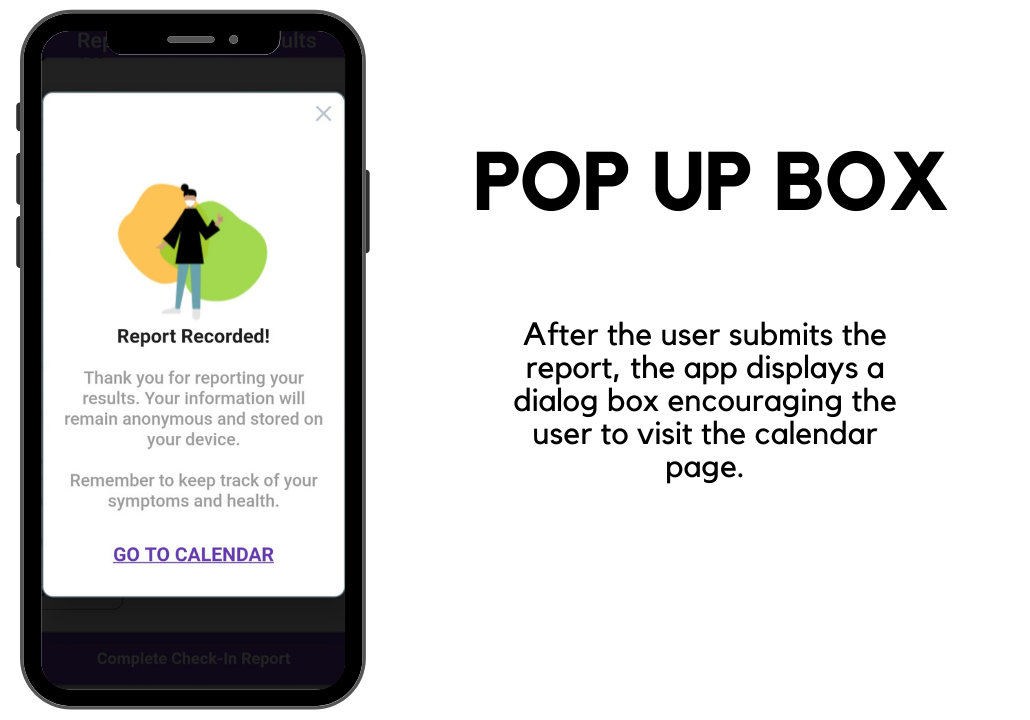 ults
Report Recorded!
Thank you for reporting your
results. Your information will
remain anonymous and stored on
your device.
Remember to keep track of your
symptoms and health.
GO TO CALENDAR
Complete Check-In Report
POP UP BOX
After the user submits the
report, the app displays a
dialog box encouraging the
user to visit the calendar
page.